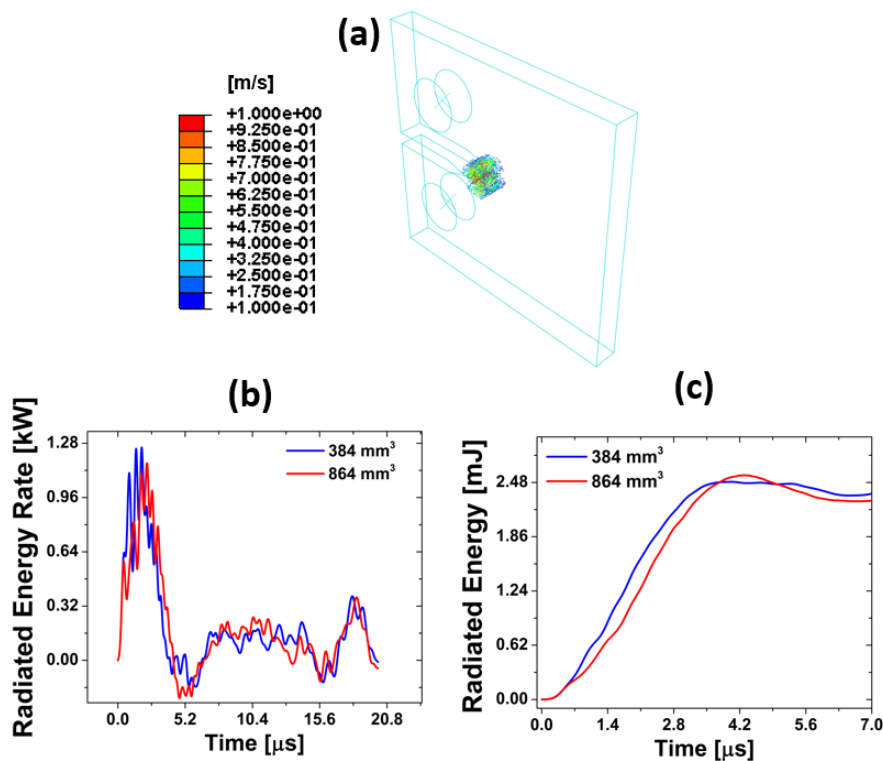 (a)
[m/s]
+1.000e+00
+9.250e-01
+8.500e-01
+7.750e-01
+7.000e-01
+6.250e-01
+5.500e-01
+4.750e-01
+4.000e-01
+3.250e-01
+2.500e-01
+1.750e-01
+1.000e-01
(b)
Radiated Energy Rate [kW]
1.28
0.96
0.64
0.32
0.00
384 mm³
864 mm³
0.0 5.2 10.4 15.6 20.8
Time [μs]
(c)
Radiated Energy [mJ]
2.48
1.86
1.24
0.62
0.00
384 mm³
864 mm³
0.0 1.4 2.8 4.2 5.6 7.0
Time [μs]